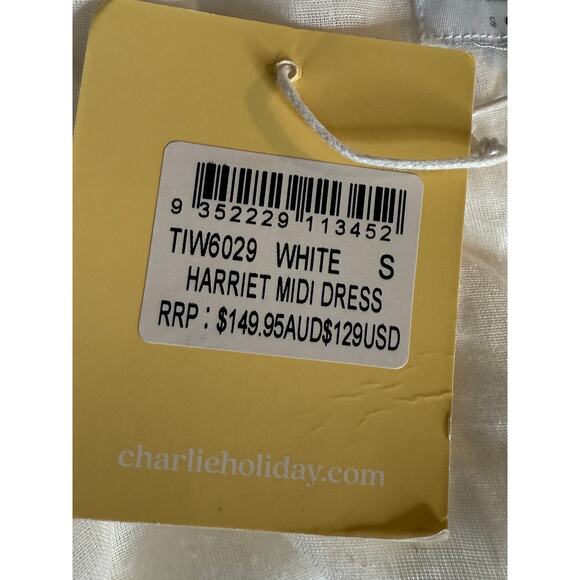 9 352229 113452
TIW6029 WHITE S
HARRIET MIDI DRESS
RRP : $149.95AUD$129USD
charlieholiday.com